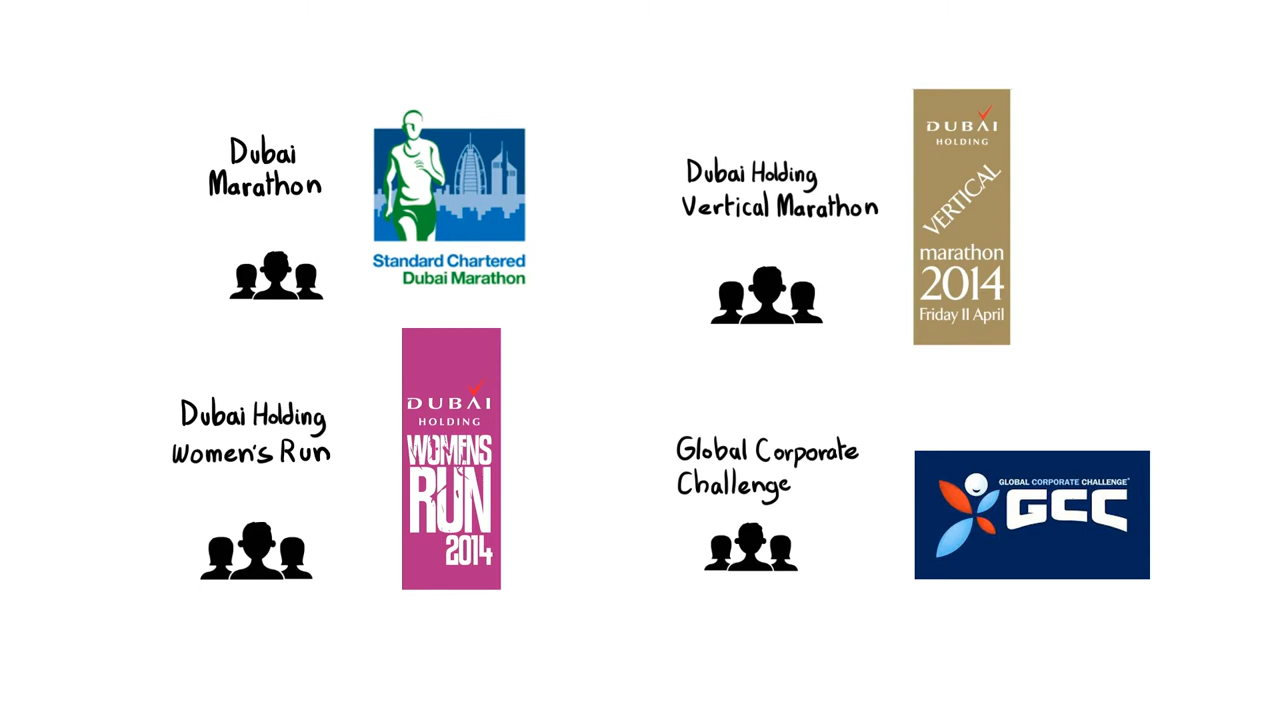 Dubai
Marathon
Standard Chartered
Dubai Marathon
Dubai Holding
Vertical Marathon
DUBAI
HOLDING
VERTICAL
marathon
2014
Friday 11 April
Dubai Holding
Women's Run
DUBAI
HOLDING
WOMENS
RUN
2014
Global Corporate
Challenge
GLOBAL CORPORATE CHALLENGE
GCC